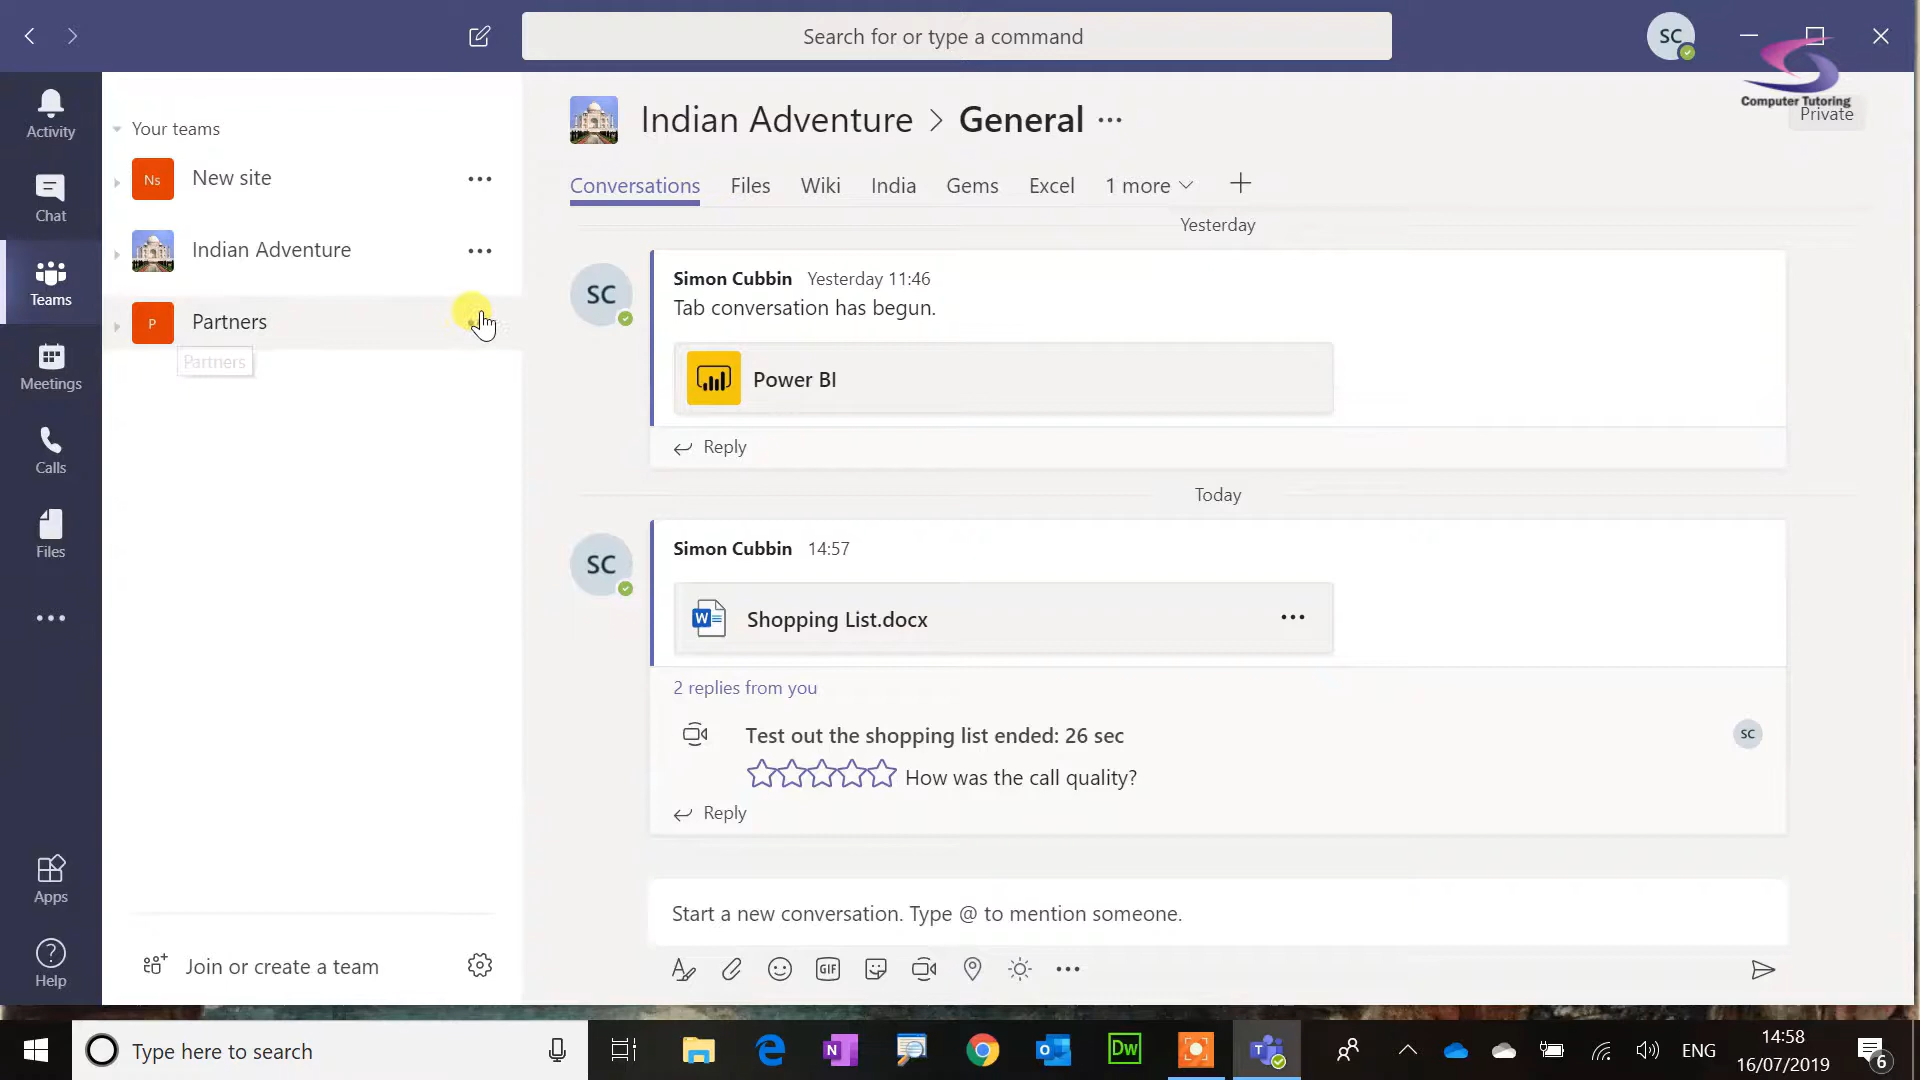 Search for or type a command
SC
Computer Tutoring
Private
Activity
Chat
Teams
Meetings
Calls
Files
Apps
Help
Your teams
Ns New site
Indian Adventure
P Partners
Partners
Join or create a team
Indian Adventure > General
Conversations Files Wiki India Gems Excel 1 more
Yesterday
SC
Simon Cubbin Yesterday 11:46
Tab conversation has begun.
Power BI
Reply
Today
SC
Simon Cubbin 14:57
Shopping List.docx
2 replies from you
Test out the shopping list ended: 26 sec
SC
How was the call quality?
Reply
Start a new conversation. Type @ to mention someone.
GIF
Type here to search
Dw
ENG
14:58
16/07/2019
6